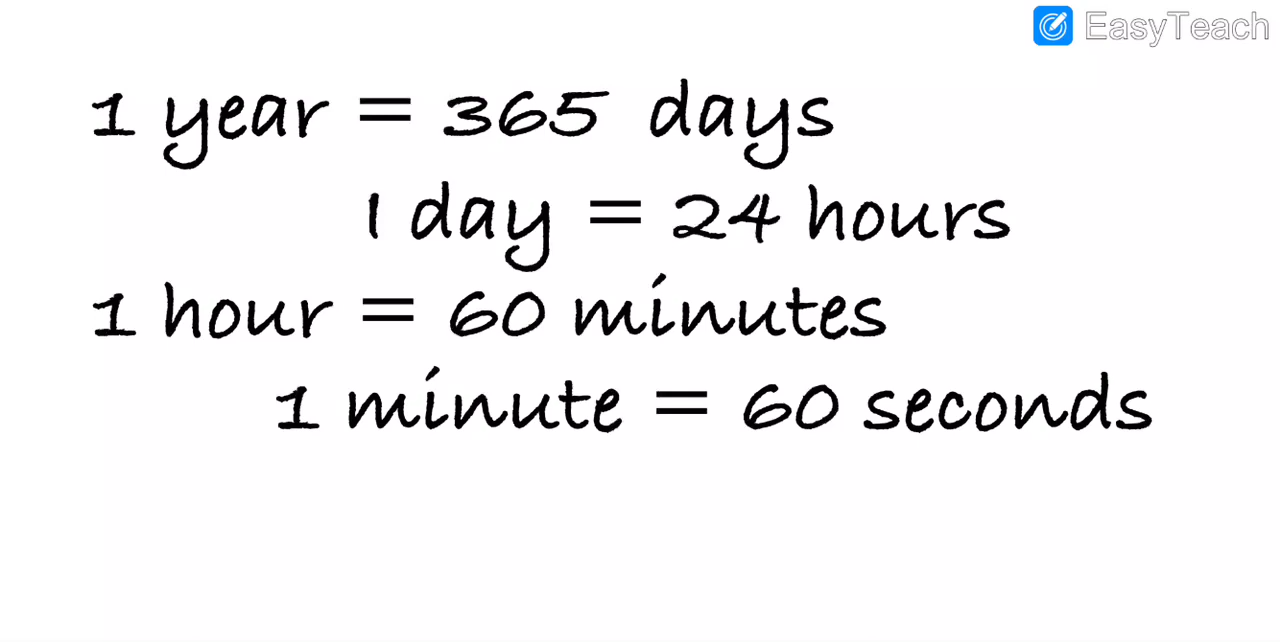 EasyTeach
1 year = 365 days
1 day = 24 hours
1 hour = 60 minutes
1 minute = 60 seconds